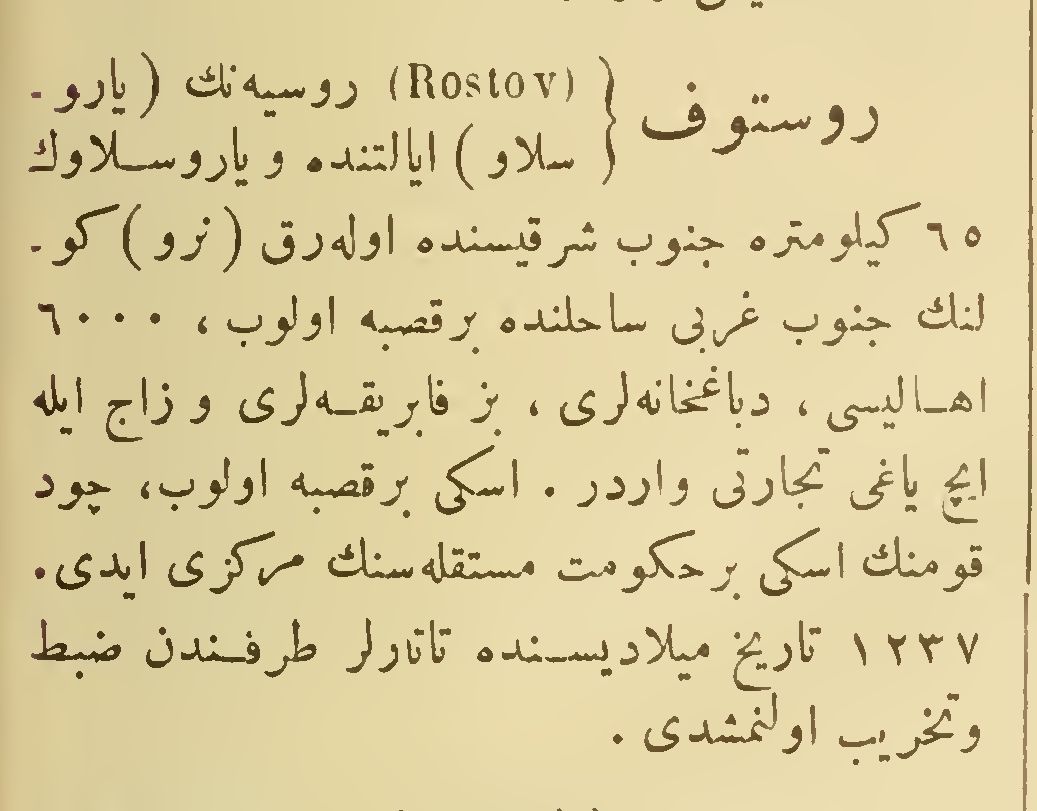 روستوف { (Rostov) روسیه‌نك (یارو-
سلاو) ایالتنده و یاروسلاوك
٦٥ کیلومتره جنوب شرقیسنده اوله‌رق (نرو) کو-
لنك جنوب غربی ساحلنده برقصبه اولوب، ٦٠٠٠
اهالیسی، دباغخانه‌لری، بز فابریقه‌لری و زاج ایله
ایچ یاغی تجارتی واردر. اسکی برقصبه اولوب، چود
قومنك اسکی برحکومت مستقله‌سنك مرکزی ایدی.
١٢٣٧ تاریخ میلادیسنده تاتارلر طرفندن ضبط
وتخریب اولنمشدی.